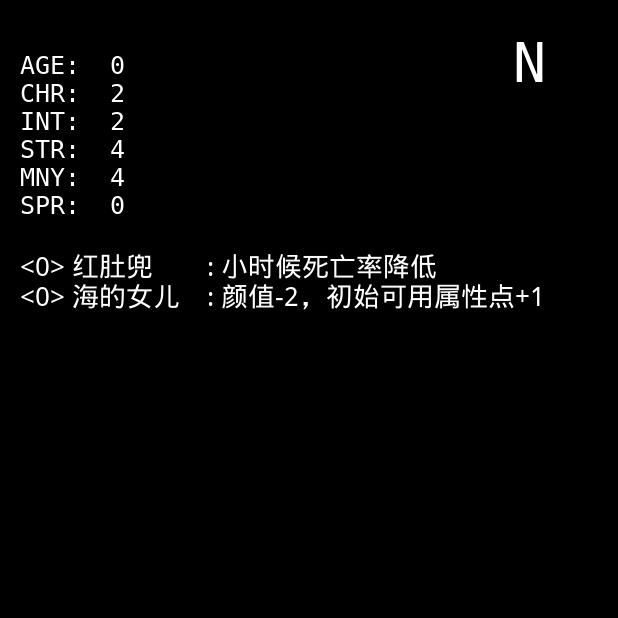 N
AGE: 0
CHR: 2
INT: 2
STR: 4
MNY: 4
SPR: 0
<O> 红肚兜 : 小时候死亡率降低
<O> 海的女儿 : 颜值-2，初始可用属性点+1